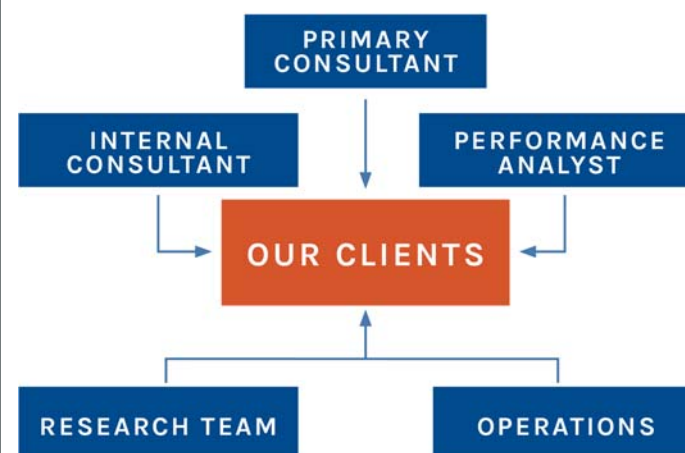 PRIMARY
CONSULTANT
INTERNAL
CONSULTANT
PERFORMANCE
ANALYST
OUR CLIENTS
RESEARCH TEAM
OPERATIONS